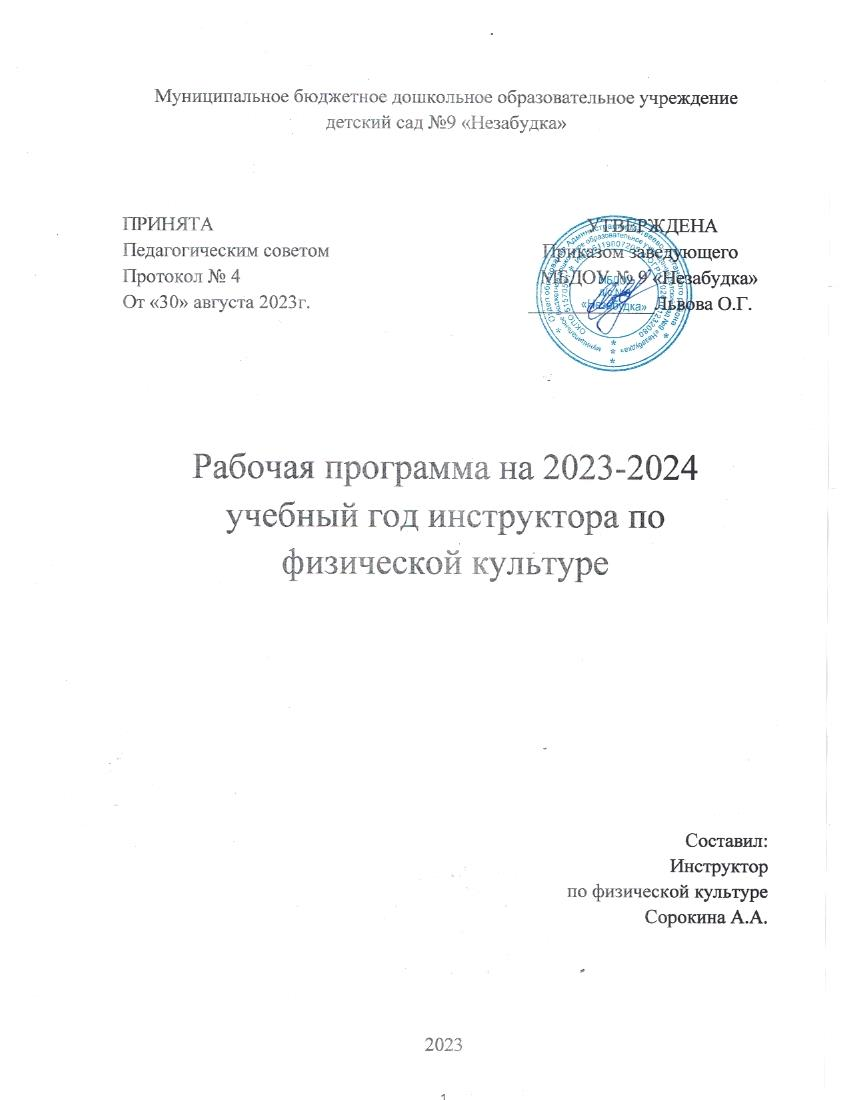 Муниципальное бюджетное дошкольное образовательное учреждение
детский сад №9 «Незабудка»
ПРИНЯТА
Педагогическим советом
Протокол № 4
От «30» августа 2023г.
УТВЕРЖДЕНА
Приказом заведующего
МБДОУ № 9 «Незабудка»
Львова О.Г.
МБДОУ
«Незабудка»
Рабочая программа на 2023-2024
учебный год инструктора по
физической культуре
Составил:
Инструктор
по физической культуре
Сорокина А.А.
2023
1